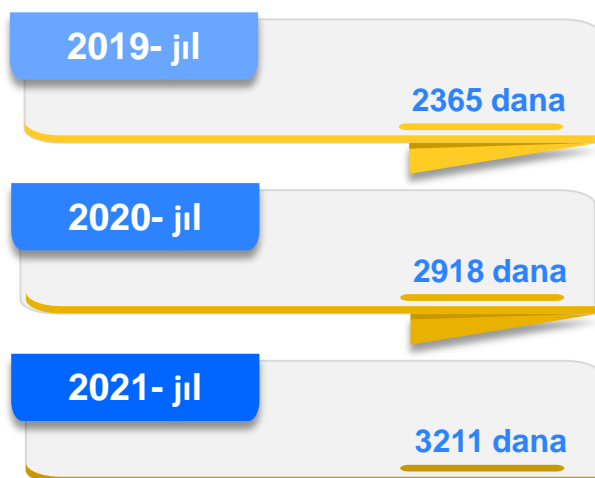 2019- jıl
2365 dana
2020- jıl
2918 dana
2021- jıl
3211 dana